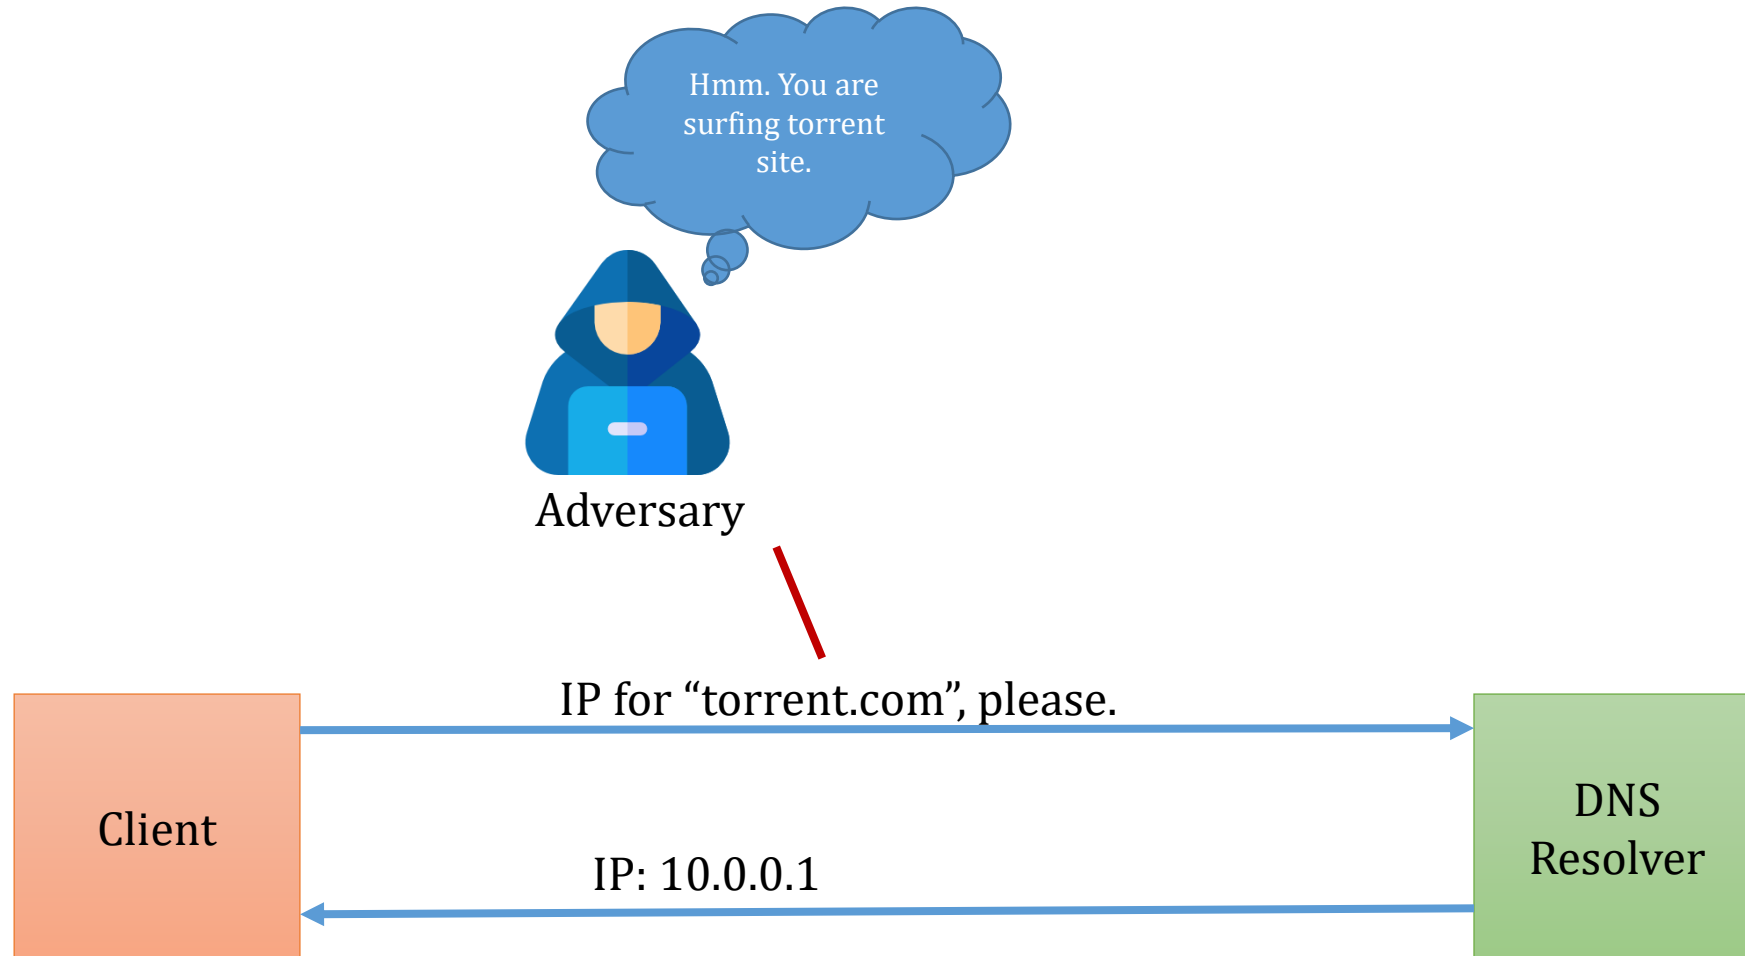 Hmm. You are
surfing torrent
site.
Adversary
IP for “torrent.com”, please.
Client
DNS
Resolver
IP: 10.0.0.1